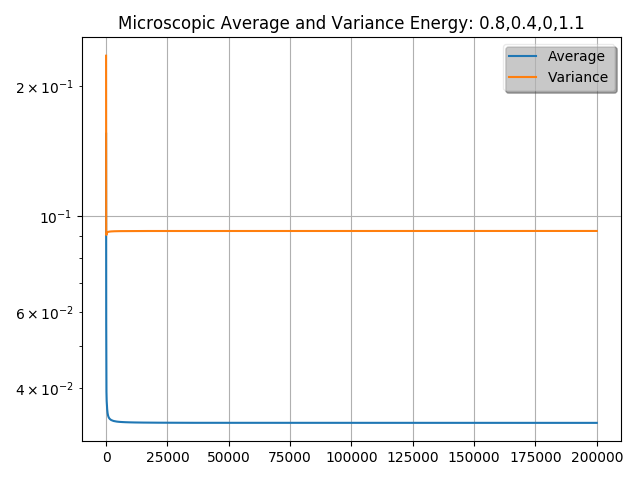 Microscopic Average and Variance Energy: 0.8,0.4,0,1.1
Average
Variance
2 × 10⁻¹
10⁻¹
6 × 10⁻²
4 × 10⁻²
0 25000 50000 75000 100000 125000 150000 175000 200000